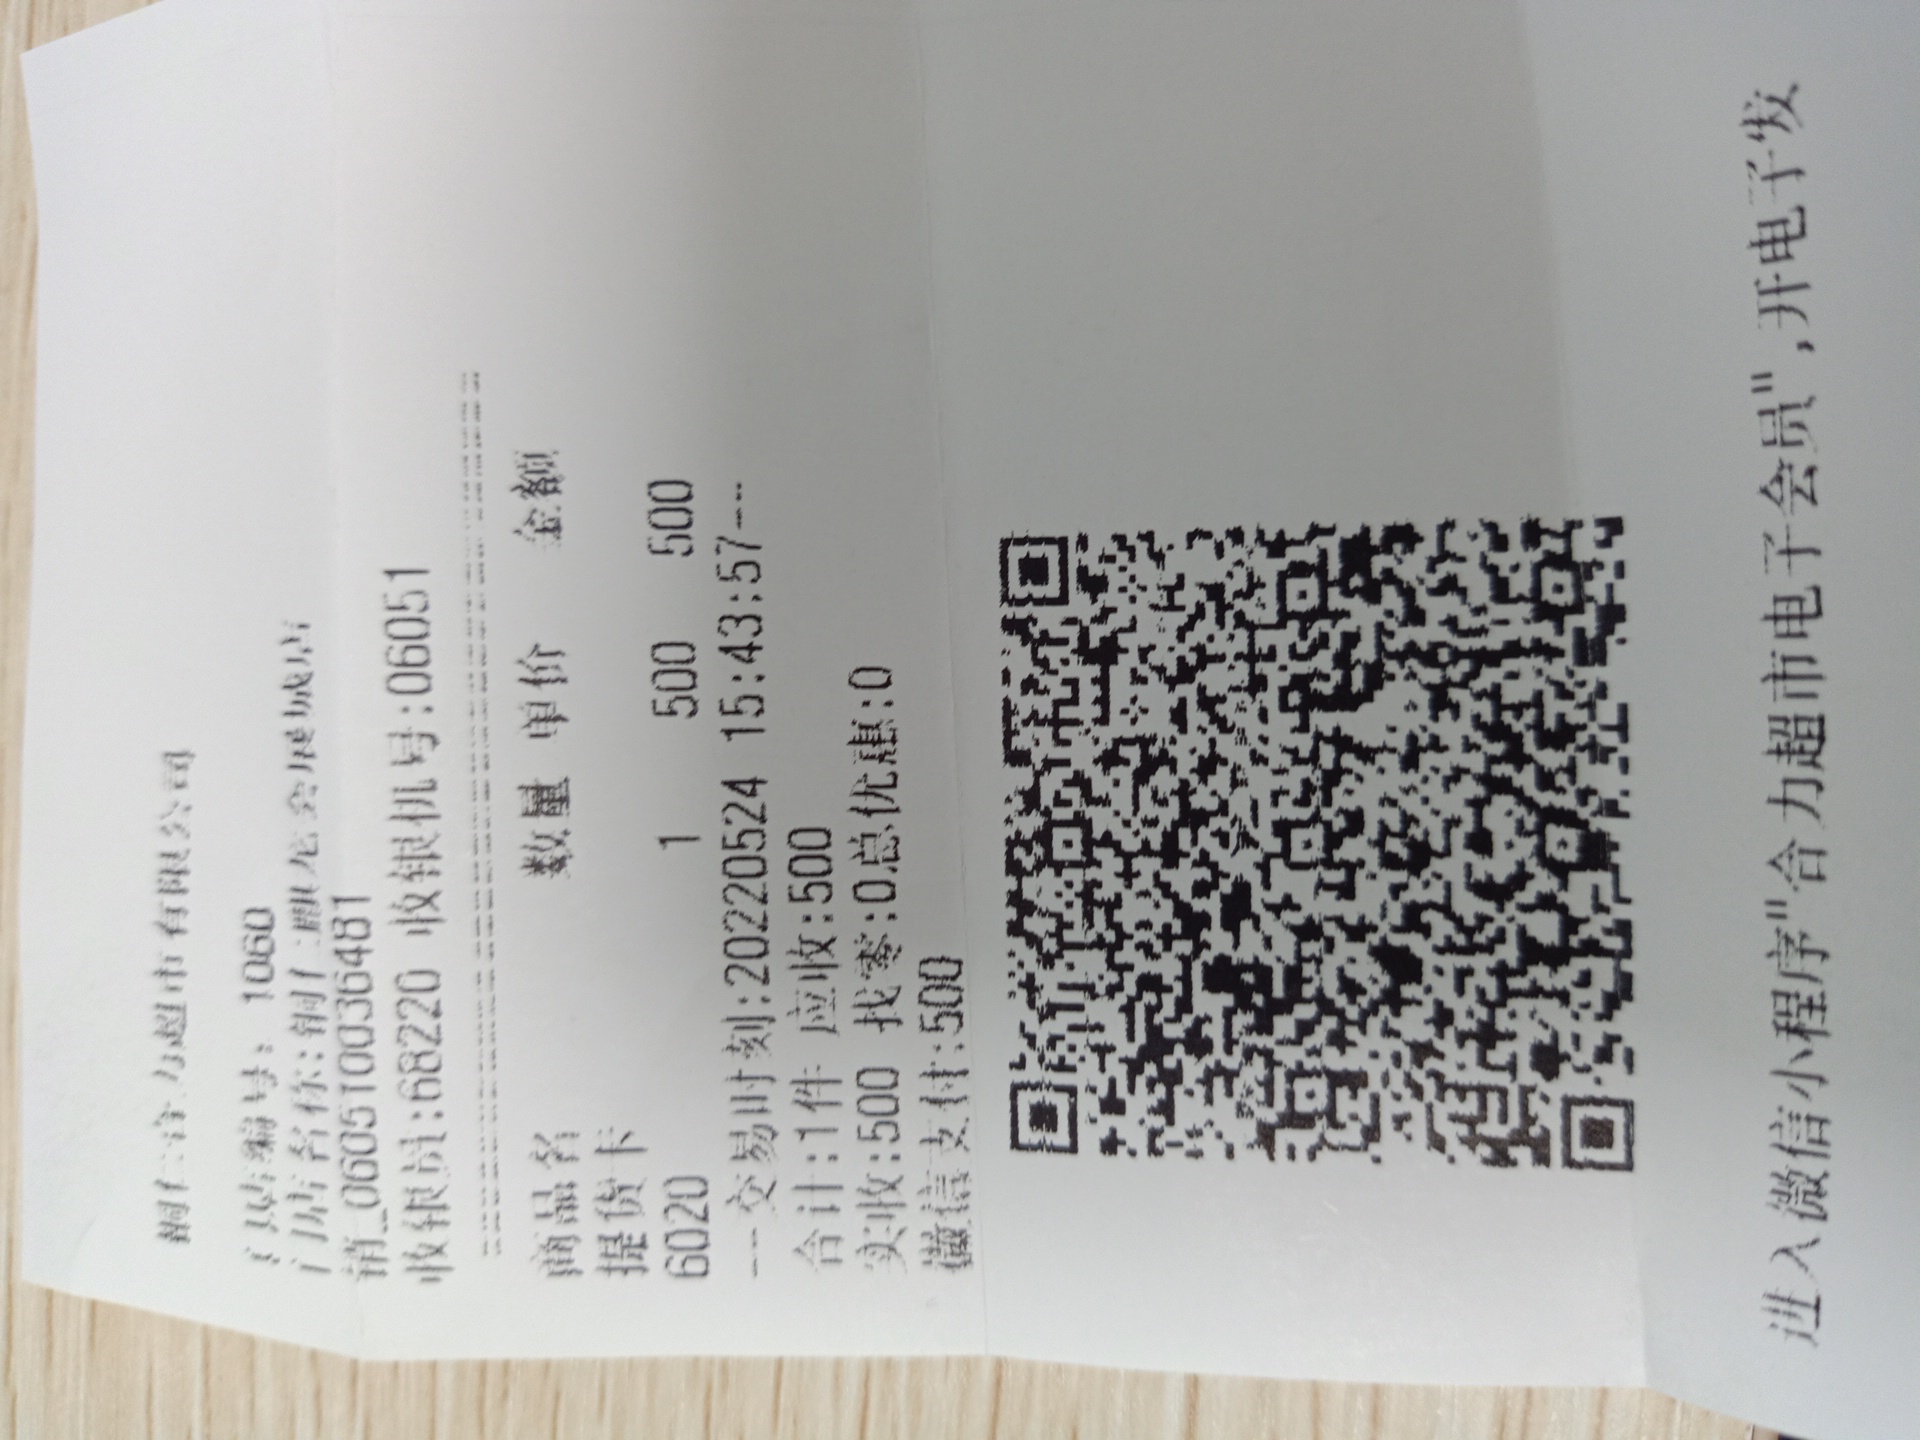 铜仁合力超市有限公司
门店编号: 1060
门店名称:铜仁麒龙会展城店
销_0605100364481
收银员:68220 收银机号:06051
商品名 数量 单价 金额
提货卡
6020 1 500 500
---交易时刻:20220524 15:43:57---
合计:1件 应收:500
实收:500 找零:0总优惠:0
微信支付:500
进入微信小程序"合力超市电子会员",开电子发